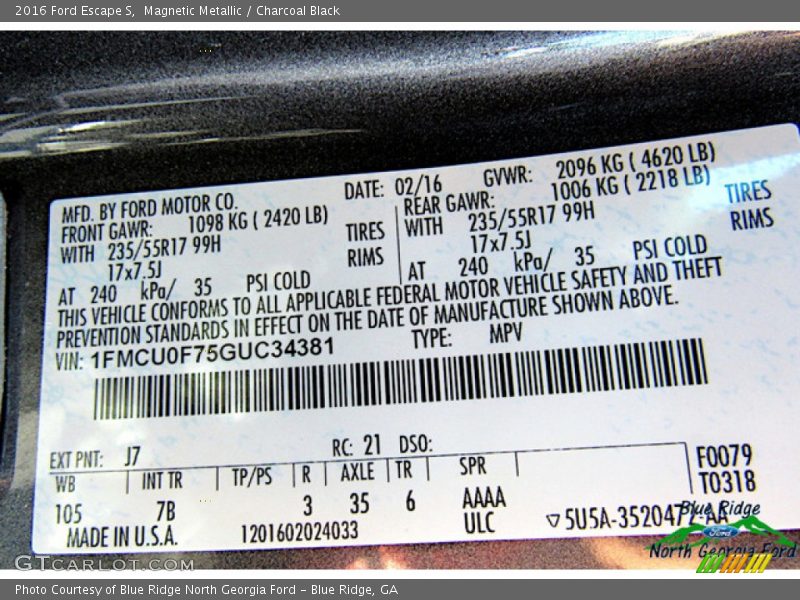 2016 Ford Escape S, Magnetic Metallic / Charcoal Black
MFD. BY FORD MOTOR CO. DATE: 02/16 GVWR: 2096 KG ( 4620 LB)
FRONT GAWR: 1098 KG ( 2420 LB) REAR GAWR: 1006 KG ( 2218 LB)
WITH 235/55R17 99H TIRES WITH 235/55R17 99H TIRES
17x7.5J RIMS 17x7.5J RIMS
AT 240 kPa/ 35 PSI COLD AT 240 kPa/ 35 PSI COLD
THIS VEHICLE CONFORMS TO ALL APPLICABLE FEDERAL MOTOR VEHICLE SAFETY AND THEFT
PREVENTION STANDARDS IN EFFECT ON THE DATE OF MANUFACTURE SHOWN ABOVE.
VIN: 1FMCU0F75GUC34381 TYPE: MPV
EXT PNT: J7 RC: 21 DSO:
WB INT TR TP/PS R AXLE TR SPR F0079
105 7B 3 35 6 AAAA T0318
MADE IN U.S.A. 1201602024033 ULC
Blue Ridge
Ford
North Georgia Ford
GTCarLot.com
Photo Courtesy of Blue Ridge North Georgia Ford – Blue Ridge, GA